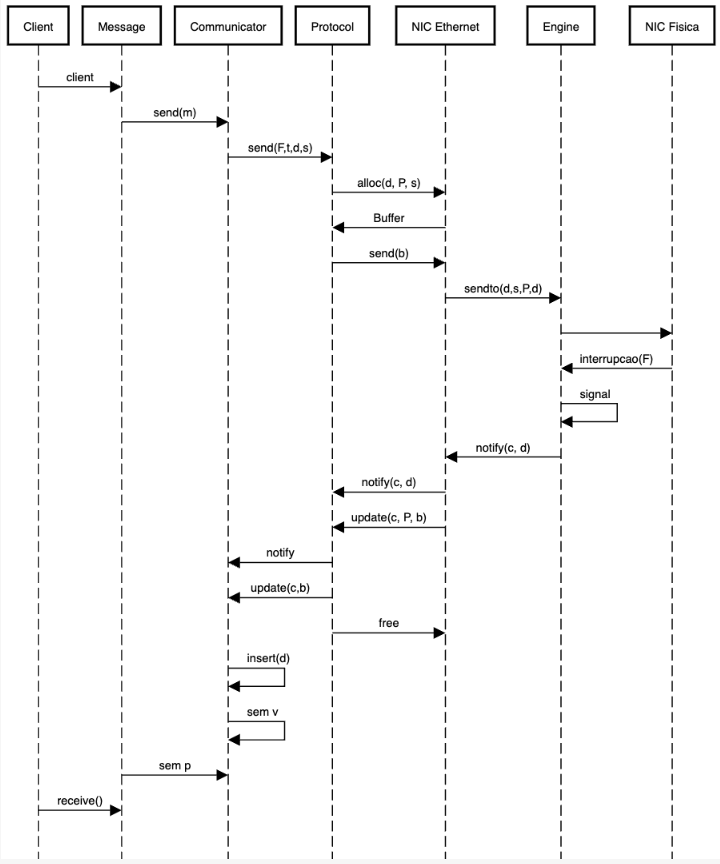 Client
Message
Communicator
Protocol
NIC Ethernet
Engine
NIC Fisica
client
send(m)
send(F,t,d,s)
alloc(d, P, s)
Buffer
send(b)
sendto(d,s,P,d)
interrupcao(F)
signal
notify(c, d)
notify(c, d)
update(c, P, b)
notify
update(c,b)
free
insert(d)
sem v
sem p
receive()